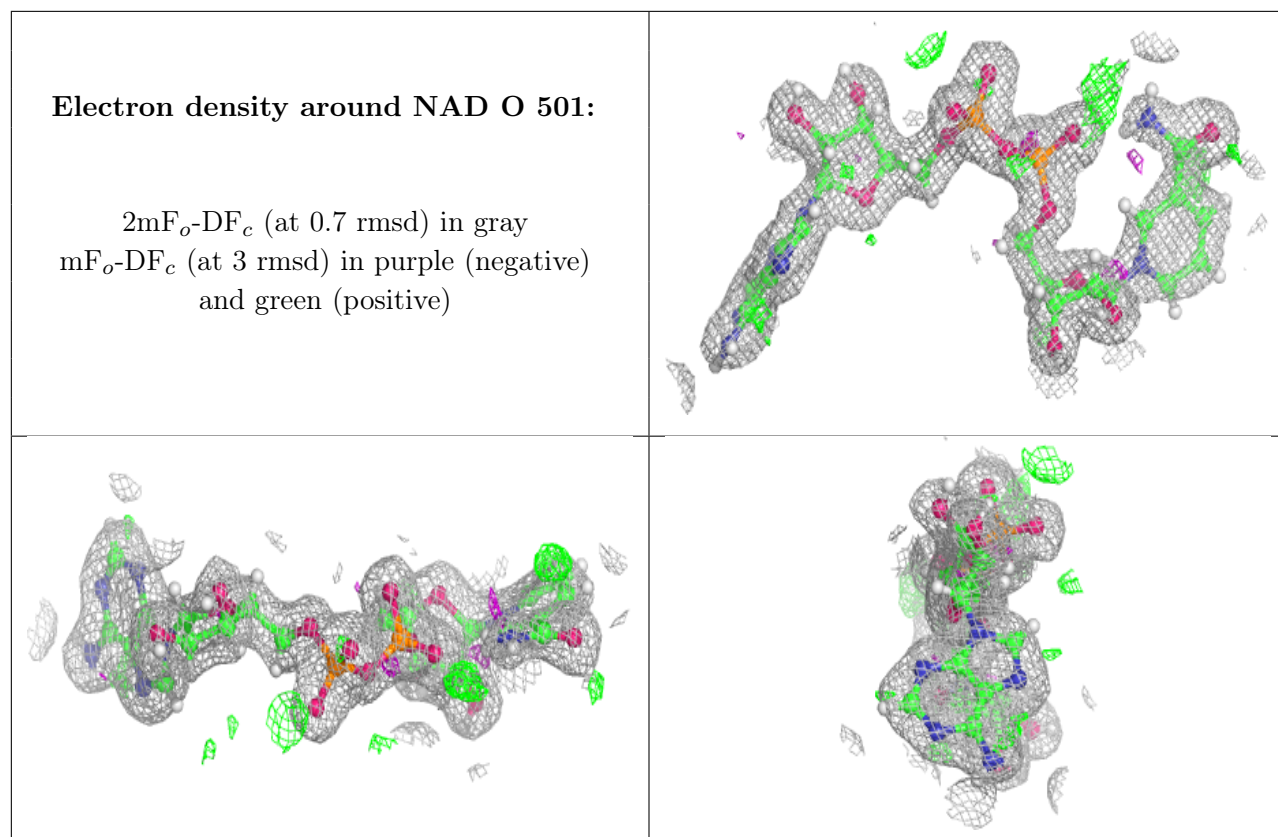 Electron density around NAD O 501:
2mFo-DFc (at 0.7 rmsd) in gray
mFo-DFc (at 3 rmsd) in purple (negative)
and green (positive)